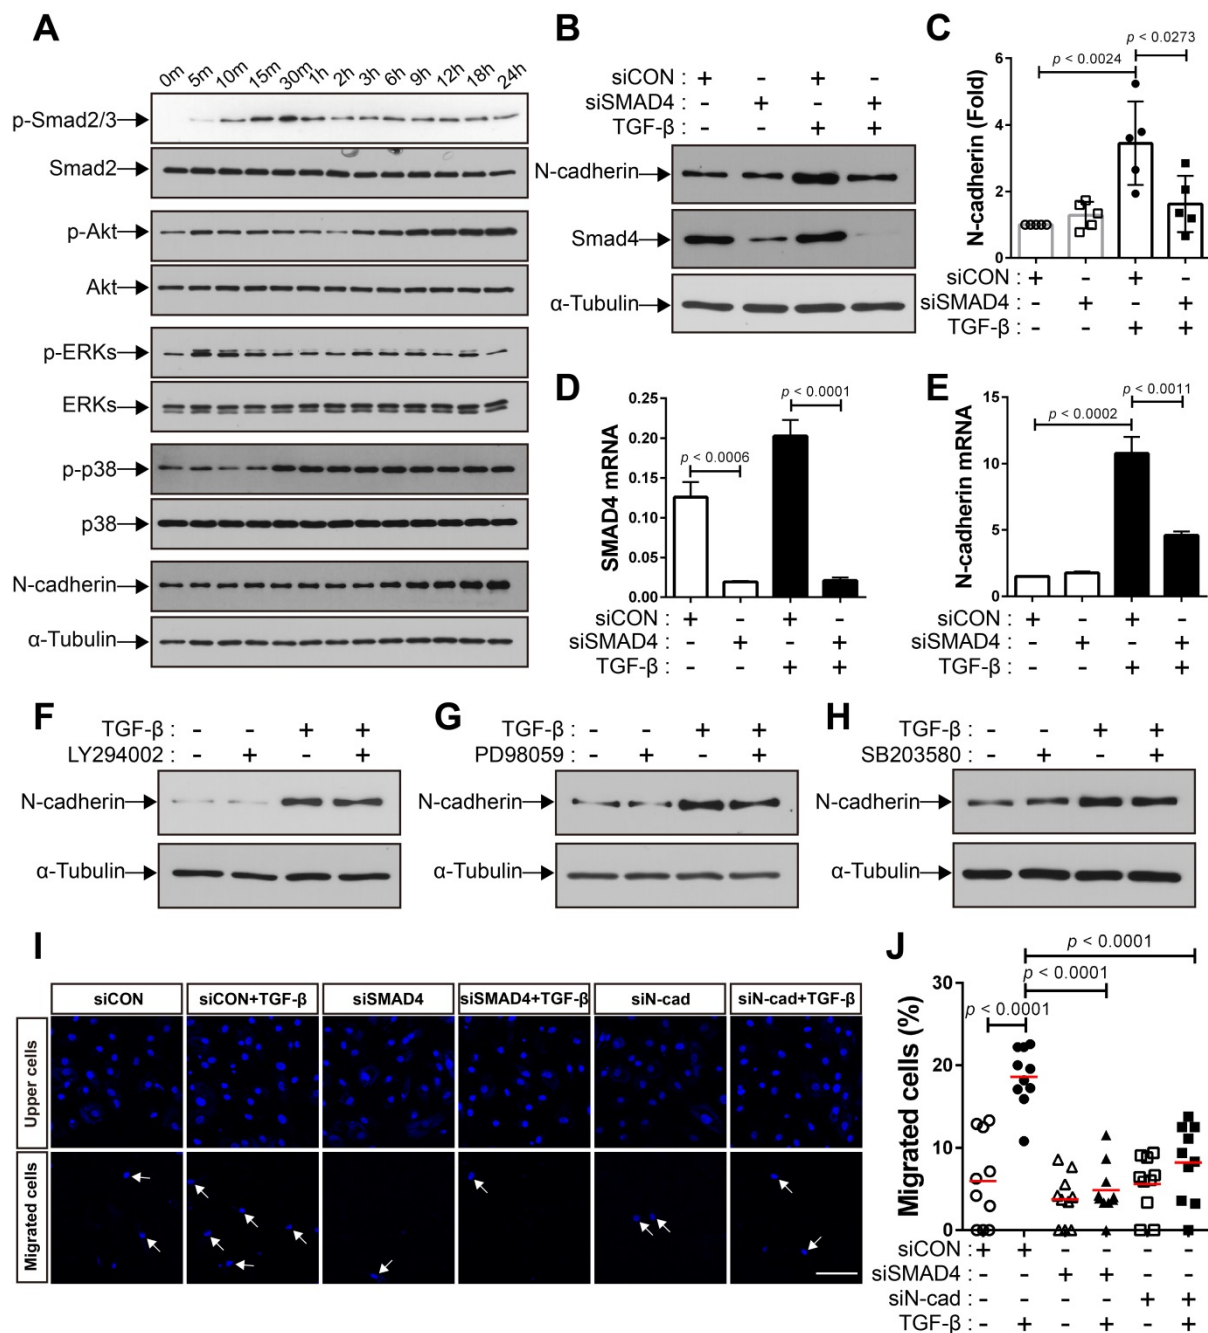 A
0m 5m 10m 15m 30m 1h 2h 3h 6h 9h 12h 18h 24h
p-Smad2/3
Smad2
p-Akt
Akt
p-ERKs
ERKs
p-p38
p38
N-cadherin
α-Tubulin
B
siCON : + - + -
siSMAD4 : - + - +
TGF-β : - - + +
N-cadherin
Smad4
α-Tubulin
C
p < 0.0273
p < 0.0024
N-cadherin (Fold)
6
4
2
0
siCON : + - + -
siSMAD4 : - + - +
TGF-β : - - + +
D
p < 0.0001
p < 0.0006
SMAD4 mRNA
0.25
0.20
0.15
0.10
0.05
0.00
siCON : + - + -
siSMAD4 : - + - +
TGF-β : - - + +
E
p < 0.0011
p < 0.0002
N-cadherin mRNA
15
10
5
0
siCON : + - + -
siSMAD4 : - + - +
TGF-β : - - + +
F
TGF-β : - - + +
LY294002 : - + - +
N-cadherin
α-Tubulin
G
TGF-β : - - + +
PD98059 : - + - +
N-cadherin
α-Tubulin
H
TGF-β : - - + +
SB203580 : - + - +
N-cadherin
α-Tubulin
I
siCON siCON+TGF-β siSMAD4 siSMAD4+TGF-β siN-cad siN-cad+TGF-β
Upper cells
Migrated cells
J
p < 0.0001
p < 0.0001
p < 0.0001
Migrated cells (%)
30
20
10
0
siCON : + + - - - -
siSMAD4 : - - + + - -
siN-cad : - - - - + +
TGF-β : - + - + - +